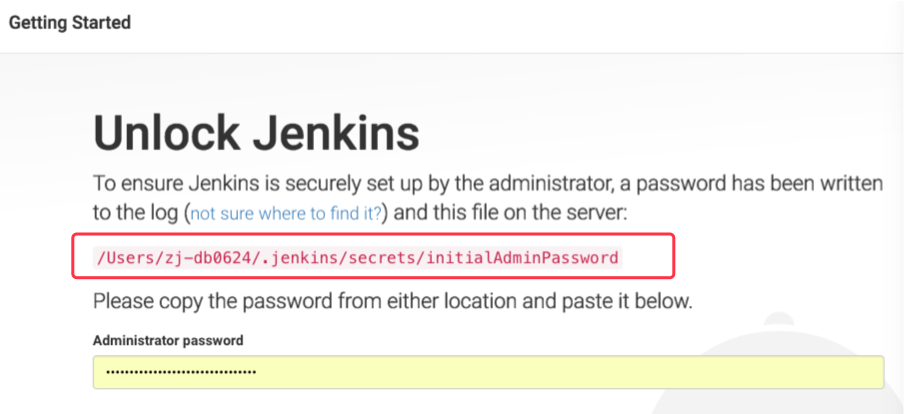 Getting Started
Unlock Jenkins
To ensure Jenkins is securely set up by the administrator, a password has been written
to the log (not sure where to find it?) and this file on the server:
/Users/zj-db0624/.jenkins/secrets/initialAdminPassword
Please copy the password from either location and paste it below.
Administrator password
••••••••••••••••••••••••••••••••